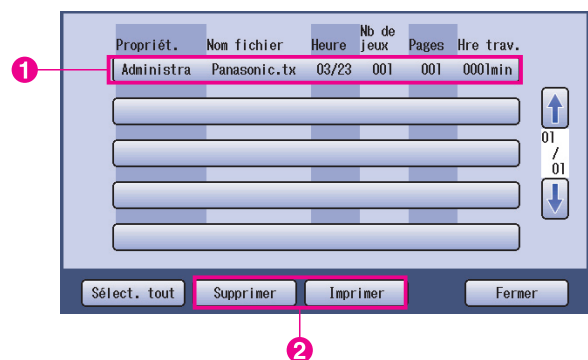 Propriét. Nom fichier Heure Nb de jeux Pages Hre trav.
1
Administra Panasonic.tx 03/23 001 001 0001min
01
/
01
Sélect. tout Supprimer Imprimer Fermer
2